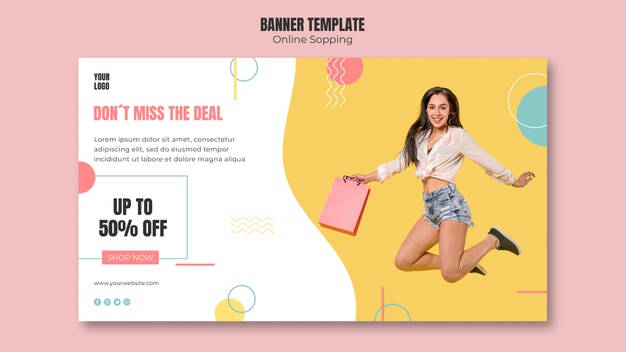 BANNER TEMPLATE
Online Sopping
YOUR
LOGO
DON´T MISS THE DEAL
Lorem ipsum dolor sit amet, consectetur
adipiscing elit, sed do eiusmod tempor
incididunt ut labore et dolore magna aliqua
UP TO
50% OFF
SHOP NOW
www.yourwebsite.com